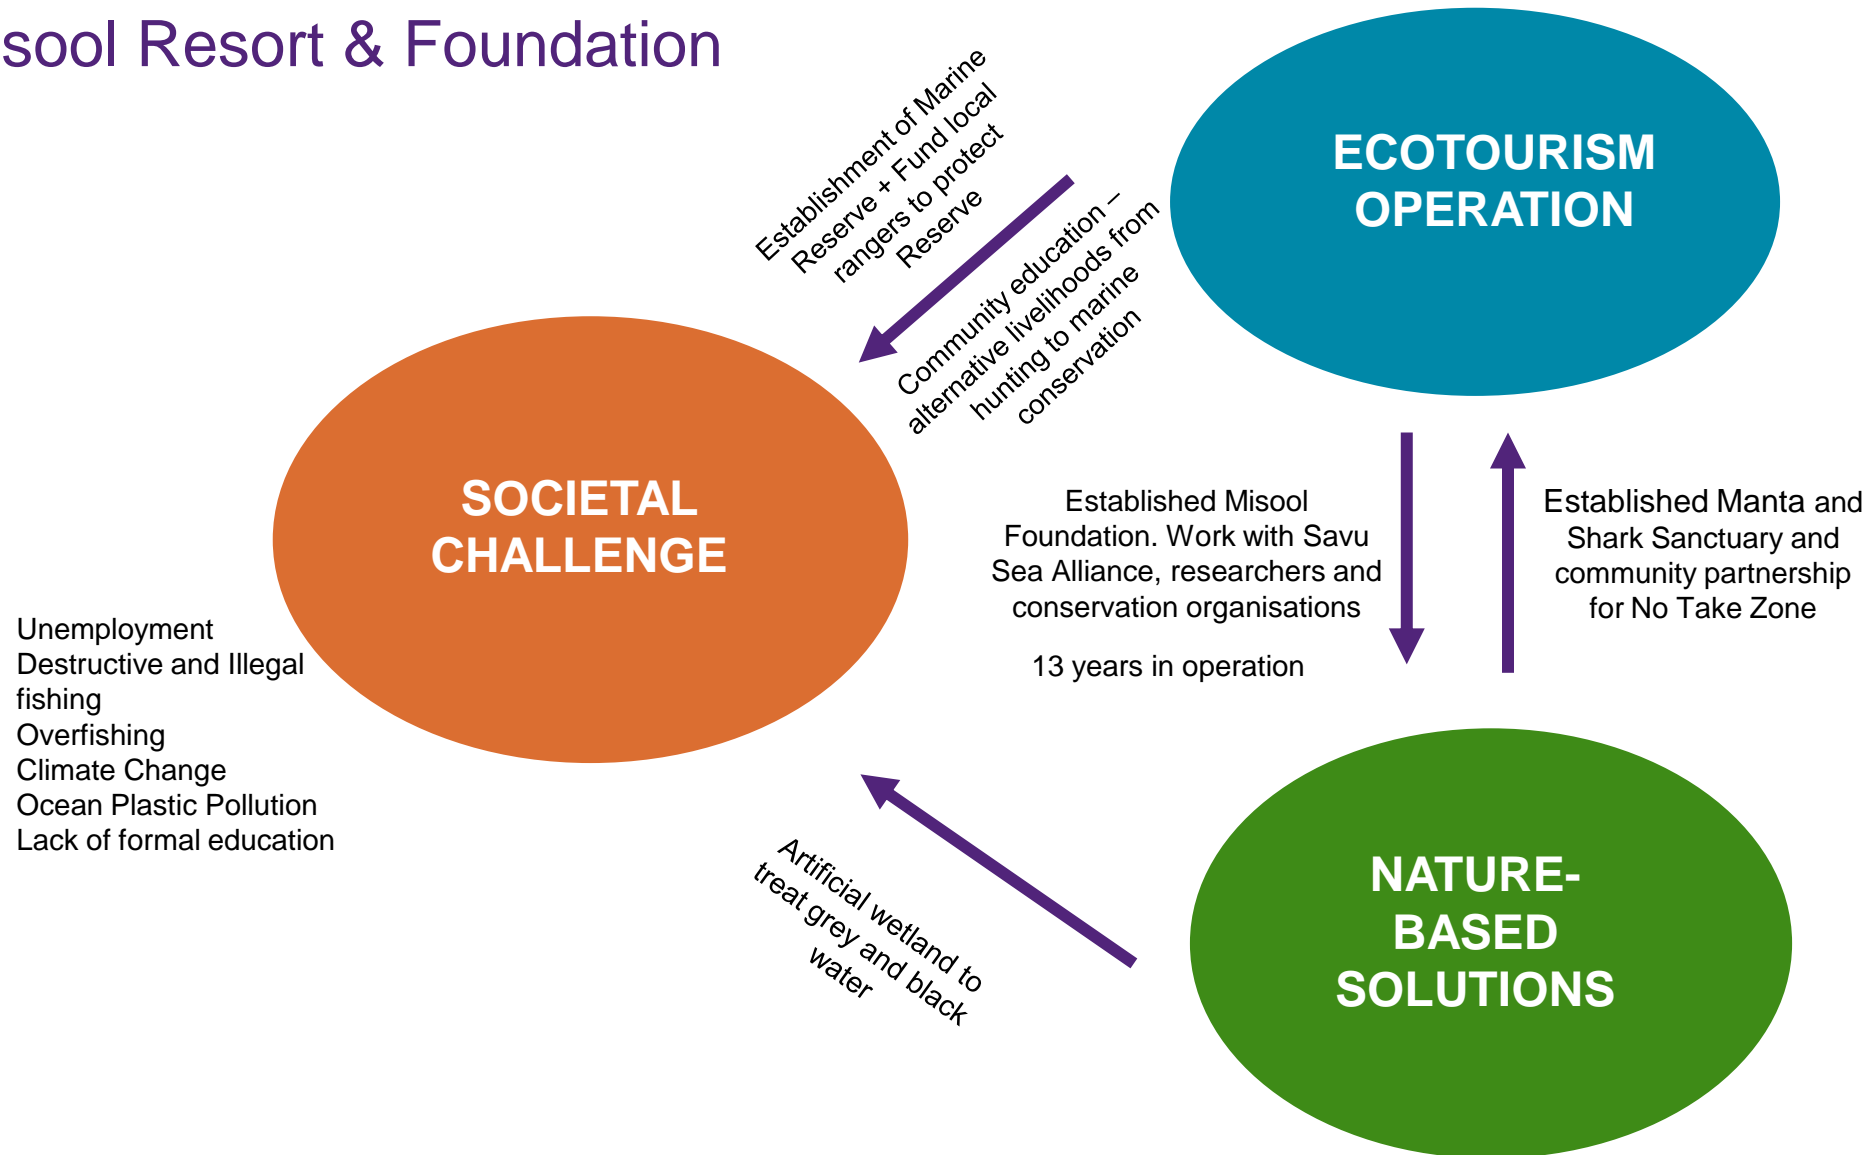 sool Resort & Foundation
Establishment of Marine
Reserve + Fund local
rangers to protect
Reserve
Community education –
alternative livelihoods from
hunting to marine
conservation
ECOTOURISM
OPERATION
SOCIETAL
CHALLENGE
Established Misool
Foundation. Work with Savu
Sea Alliance, researchers and
conservation organisations
13 years in operation
Established Manta and
Shark Sanctuary and
community partnership
for No Take Zone
Unemployment
Destructive and Illegal
fishing
Overfishing
Climate Change
Ocean Plastic Pollution
Lack of formal education
Artificial wetland to
treat grey and black
water
NATURE-
BASED
SOLUTIONS